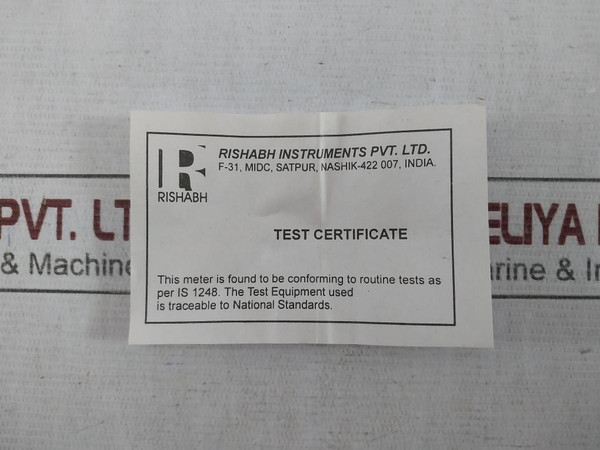 RISHABH INSTRUMENTS PVT. LTD.
F-31, MIDC, SATPUR, NASHIK-422 007, INDIA.
R
RISHABH
TEST CERTIFICATE
This meter is found to be conforming to routine tests as
per IS 1248. The Test Equipment used
is traceable to National Standards.
PVT. LT
ELIYA
& Machine
rine & I